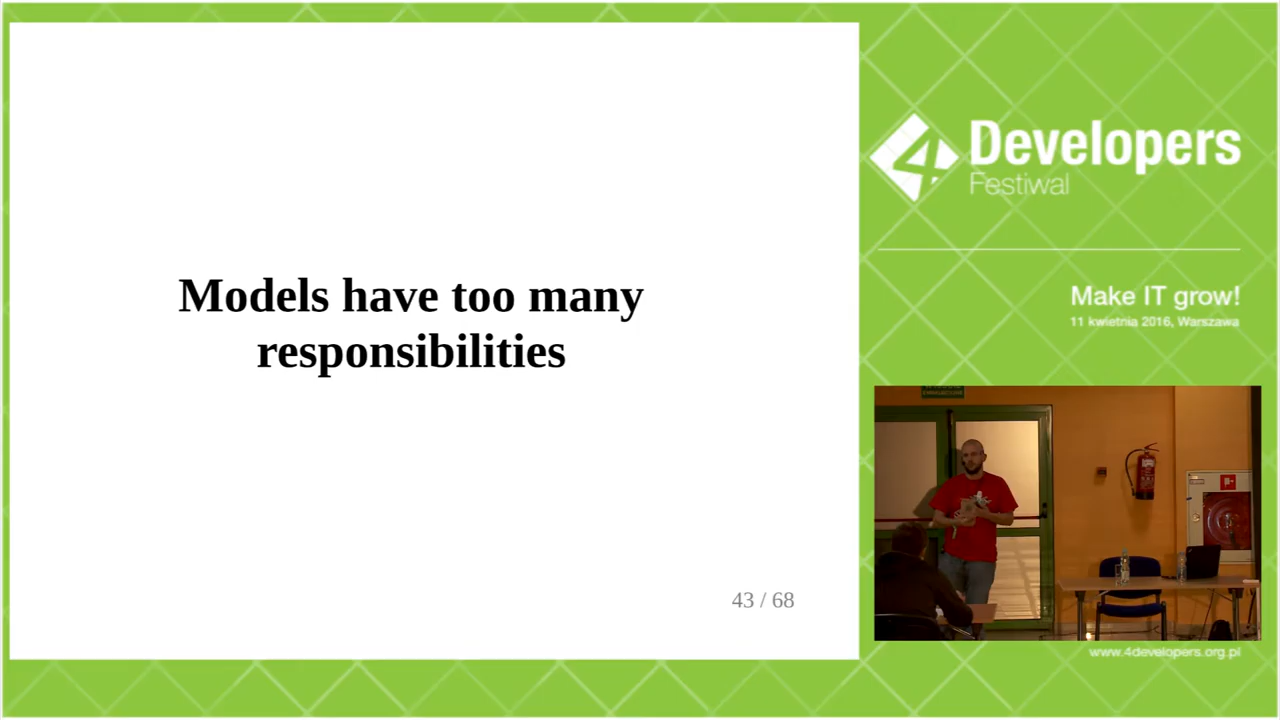 Models have too many
responsibilities
43 / 68
4
Developers
Festiwal
Make IT grow!
11 kwietnia 2016, Warszawa
www.4developers.org.pl